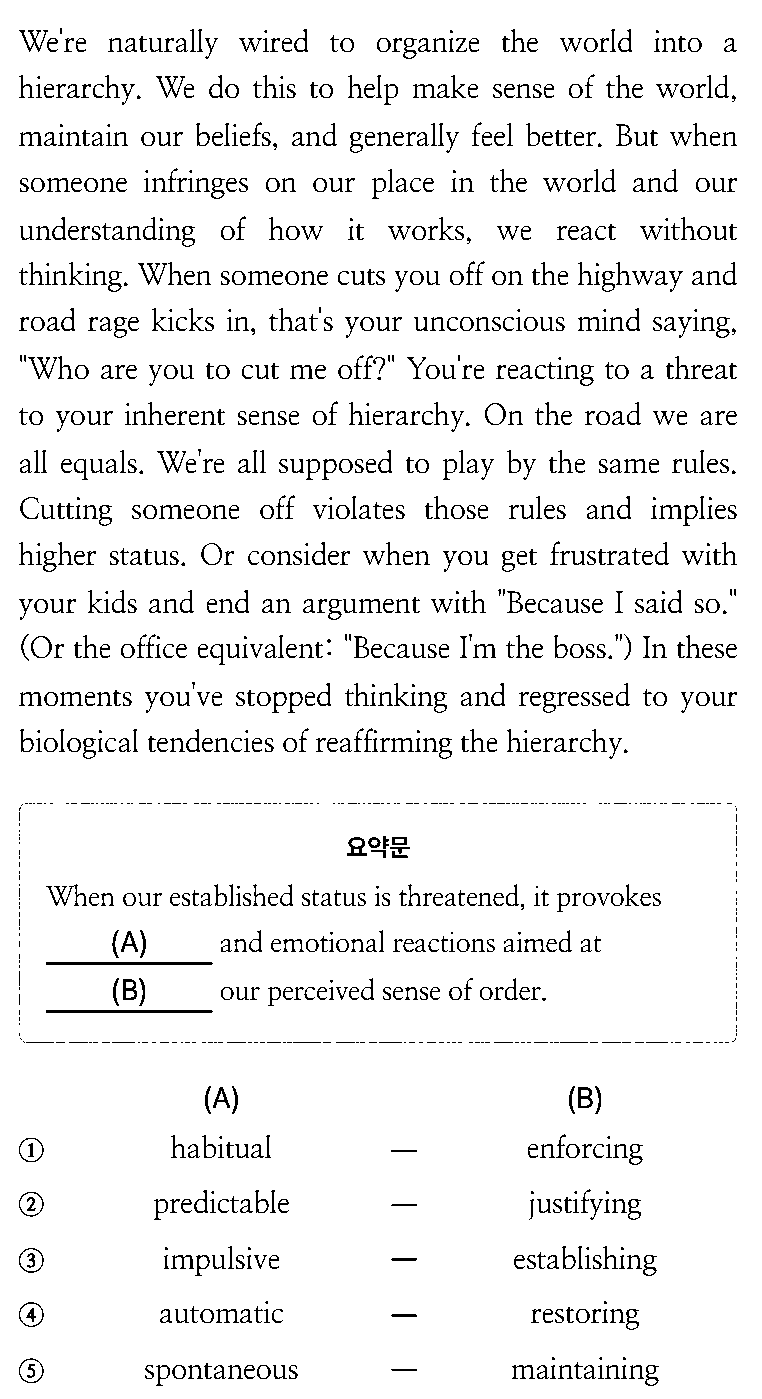 We're naturally wired to organize the world into a
hierarchy. We do this to help make sense of the world,
maintain our beliefs, and generally feel better. But when
someone infringes on our place in the world and our
understanding of how it works, we react without
thinking. When someone cuts you off on the highway and
road rage kicks in, that's your unconscious mind saying,
"Who are you to cut me off?" You're reacting to a threat
to your inherent sense of hierarchy. On the road we are
all equals. We're all supposed to play by the same rules.
Cutting someone off violates those rules and implies
higher status. Or consider when you get frustrated with
your kids and end an argument with "Because I said so."
(Or the office equivalent: "Because I'm the boss.") In these
moments you've stopped thinking and regressed to your
biological tendencies of reaffirming the hierarchy.
요약문
When our established status is threatened, it provokes
(A) and emotional reactions aimed at
(B) our perceived sense of order.
(A) (B)
① habitual — enforcing
② predictable — justifying
③ impulsive — establishing
④ automatic — restoring
⑤ spontaneous — maintaining